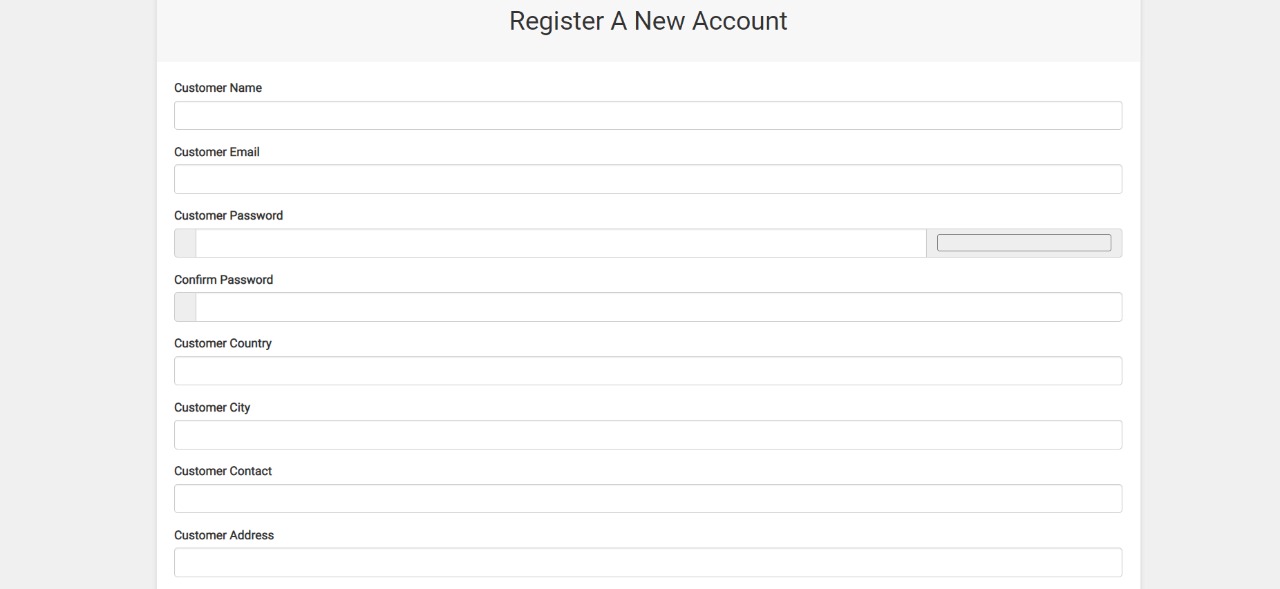 Register A New Account
Customer Name
Customer Email
Customer Password
Confirm Password
Customer Country
Customer City
Customer Contact
Customer Address